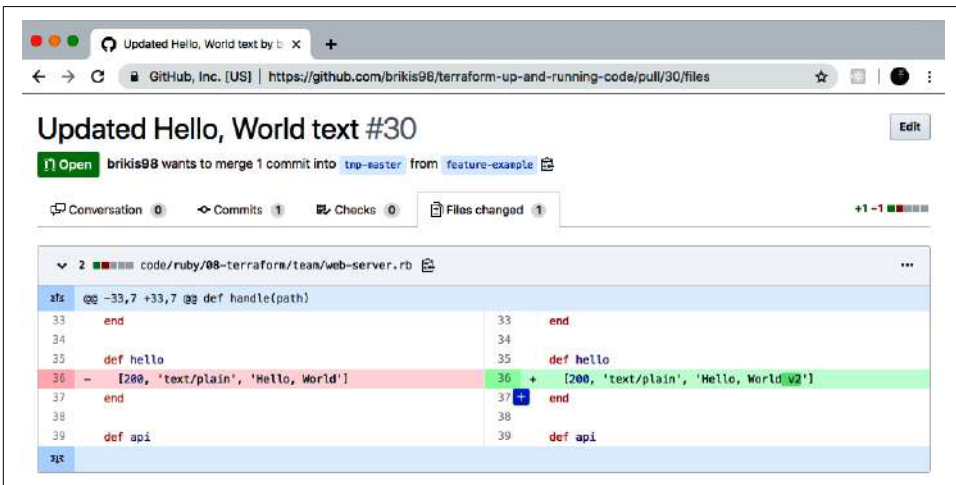 Updated Hello, World text by b
GitHub, Inc. [US] | https://github.com/brikis98/terraform-up-and-running-code/pull/30/files
Updated Hello, World text #30
Edit
Open brikis98 wants to merge 1 commit into tmp-master from feature-example
Conversation 0 Commits 1 Checks 0 Files changed 1 +1 −1
2 code/ruby/08-terraform/team/web-server.rb ...
@@ -33,7 +33,7 @@ def handle(path)
33 end 33 end
34 34
35 def hello 35 def hello
36 - [200, 'text/plain', 'Hello, World'] 36 + [200, 'text/plain', 'Hello, World v2']
37 end 37 + end
38 38
39 def api 39 def api